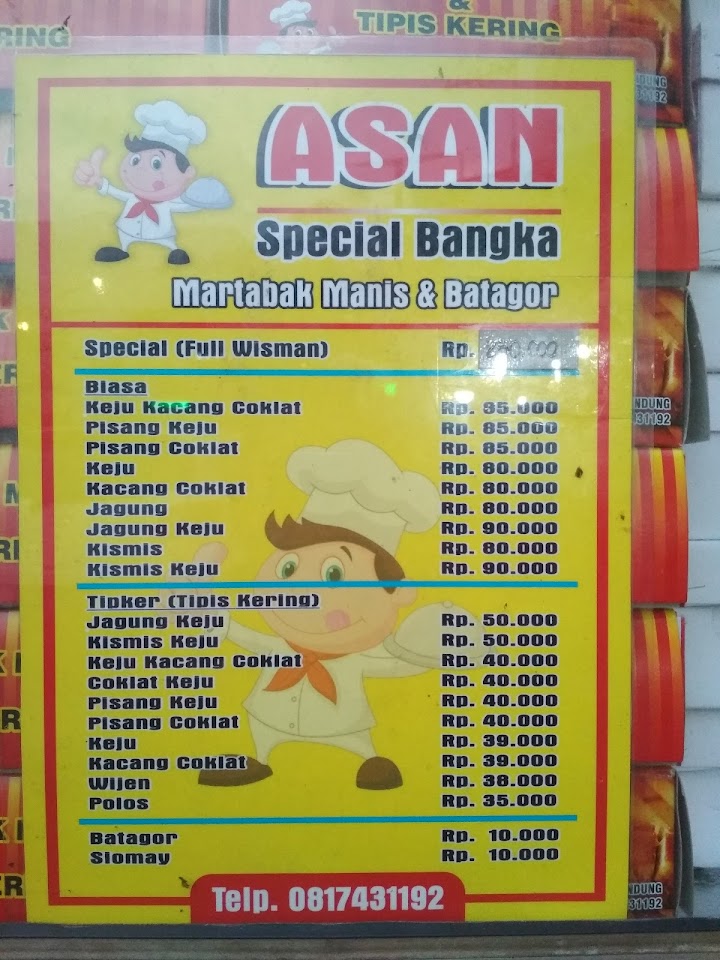 RING
&
TIPIS KERING
ASAN
Special Bangka
Martabak Manis & Batagor
Special (Full Wisman) Rp.
Biasa
Keju Kacang Coklat Rp. 95.000
Pisang Keju Rp. 85.000
Pisang Coklat Rp. 85.000
Keju Rp. 80.000
Kacang Coklat Rp. 80.000
Jagung Rp. 80.000
Jagung Keju Rp. 90.000
Kismis Rp. 80.000
Kismis Keju Rp. 90.000
Tipker (Tipis Kering)
Jagung Keju Rp. 50.000
Kismis Keju Rp. 50.000
Keju Kacang Coklat Rp. 40.000
Coklat Keju Rp. 40.000
Pisang Keju Rp. 40.000
Pisang Coklat Rp. 40.000
Keju Rp. 39.000
Kacang Coklat Rp. 39.000
Wijen Rp. 38.000
Polos Rp. 35.000
Batagor Rp. 10.000
Siomay Rp. 10.000
Telp. 0817431192
NDUNG
431192
NDUNG
31192